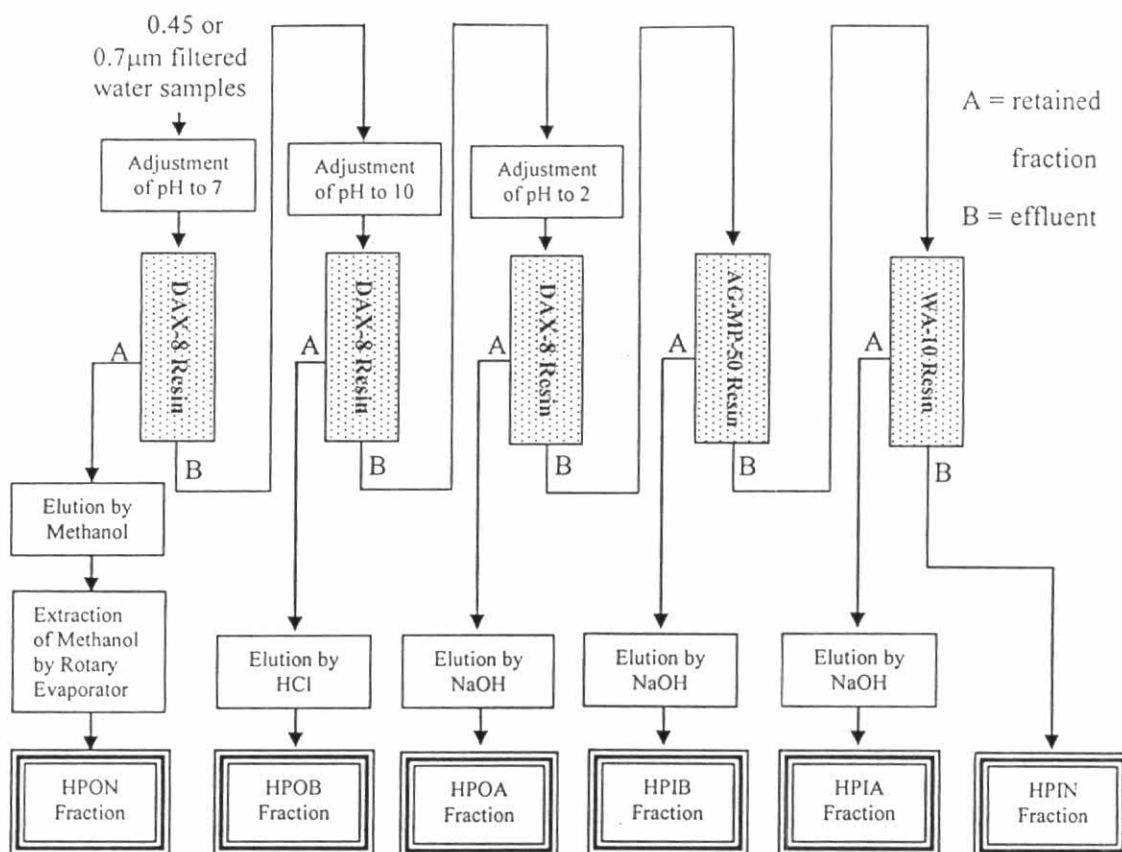 0.45 or
0.7µm filtered
water samples
A = retained
fraction
B = effluent
Adjustment
of pH to 7
Adjustment
of pH to 10
Adjustment
of pH to 2
DAX-8 Resin
DAX-8 Resin
DAX-8 Resin
AG-MP-50 Resin
WA-10 Resin
A
A
A
A
A
B
B
B
B
B
Elution by
Methanol
Extraction
of Methanol
by Rotary
Evaporator
Elution by
HCl
Elution by
NaOH
Elution by
NaOH
Elution by
NaOH
HPON
Fraction
HPOB
Fraction
HPOA
Fraction
HPIB
Fraction
HPIA
Fraction
HPIN
Fraction